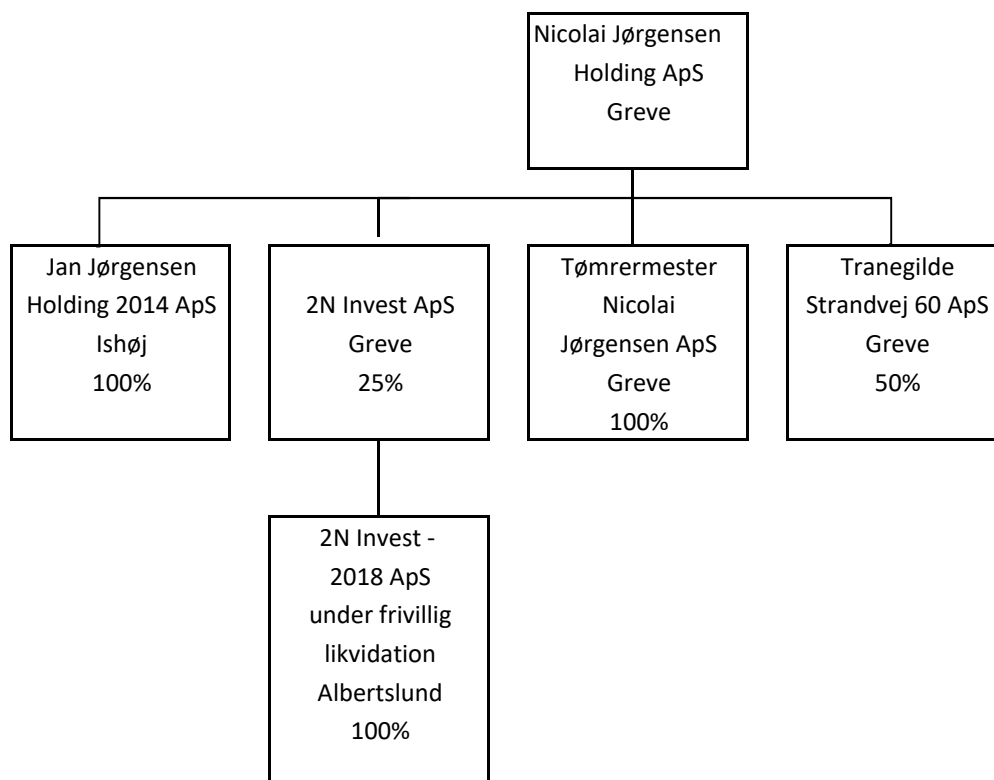 Nicolai Jørgensen
Holding ApS
Greve
Jan Jørgensen
Holding 2014 ApS
Ishøj
100%
2N Invest ApS
Greve
25%
Tømrermester
Nicolai
Jørgensen ApS
Greve
100%
Tranegilde
Strandvej 60 ApS
Greve
50%
2N Invest -
2018 ApS
under frivillig
likvidation
Albertslund
100%